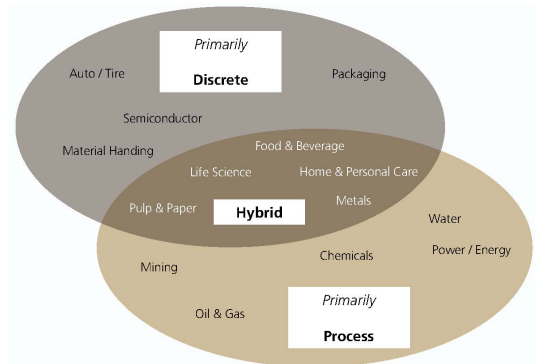 Primarily
Discrete
Auto / Tire
Packaging
Semiconductor
Material Handing
Food & Beverage
Life Science
Home & Personal Care
Pulp & Paper
Hybrid
Metals
Water
Chemicals
Power / Energy
Mining
Oil & Gas
Primarily
Process